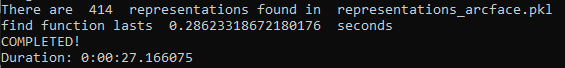 There are  414  representations found in  representations_arcface.pkl
find function lasts  0.28623318672180176  seconds
COMPLETED!
Duration: 0:00:27.166075